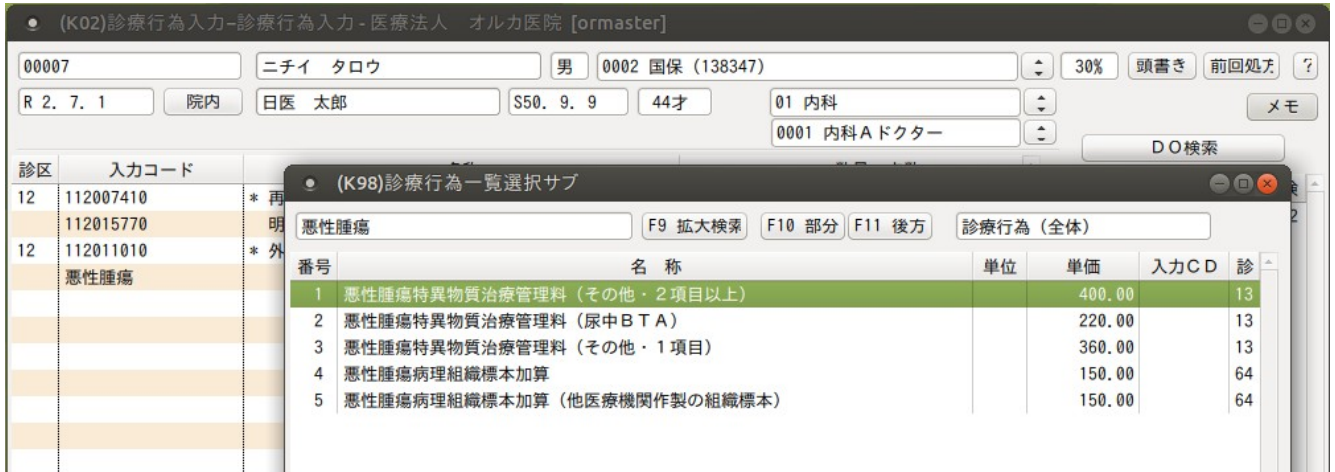 (K02)診療行為入力–診療行為入力 - 医療法人　オルカ医院 [ormaster]
00007 ニチイ　タロウ 男 0002 国保 (138347) 30% 頭書き 前回処方 ?
R 2. 7. 1 院内 日医　太郎 S50. 9. 9 44才 01 内科 メモ
0001 内科Aドクター
DO検索
診区 入力コード
(K98)診療行為一覧選択サブ
12 112007410 * 再
112015770 明
12 112011010 * 外
悪性腫瘍
悪性腫瘍 F9 拡大検索 F10 部分 F11 後方 診療行為 (全体)
番号 名　称 単位 単価 入力CD 診
1 悪性腫瘍特異物質治療管理料（その他・２項目以上） 400.00 13
2 悪性腫瘍特異物質治療管理料（尿中ＢＴＡ） 220.00 13
3 悪性腫瘍特異物質治療管理料（その他・１項目） 360.00 13
4 悪性腫瘍病理組織標本加算 150.00 64
5 悪性腫瘍病理組織標本加算（他医療機関作製の組織標本） 150.00 64